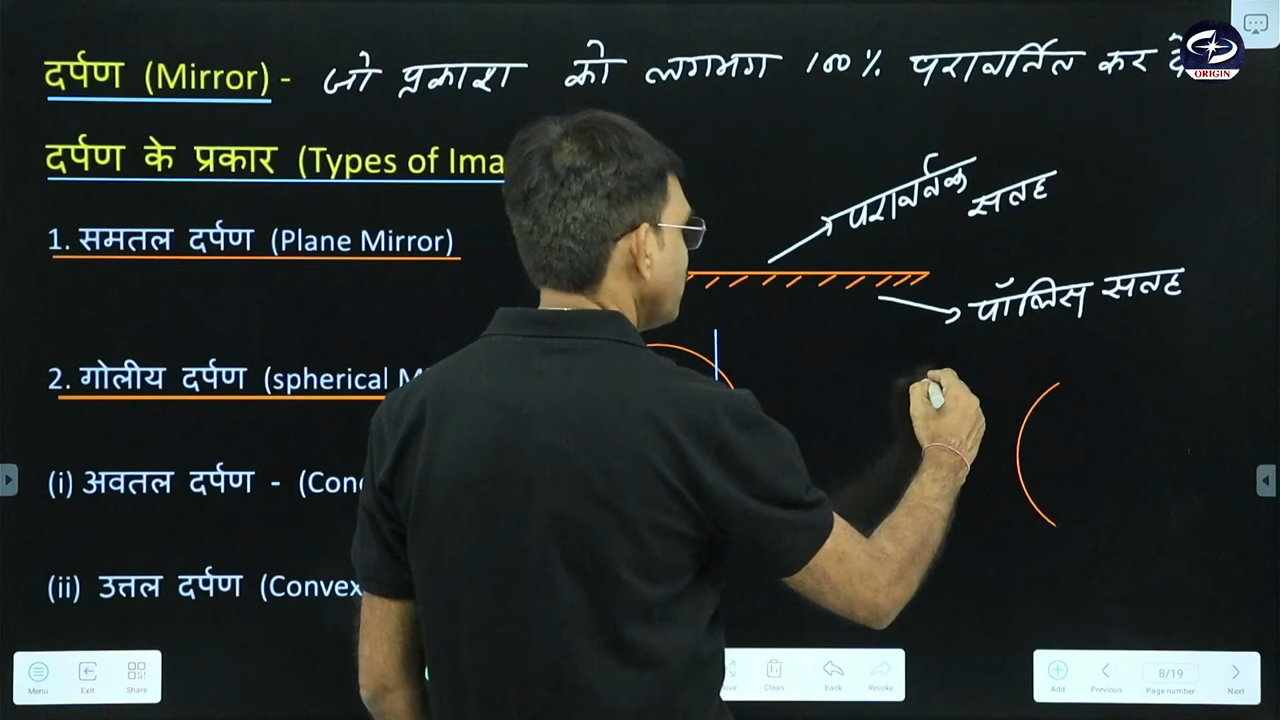 दर्पण (Mirror) - जो प्रकाश को लगभग 100% परावर्तित कर दे
ORIGIN
दर्पण के प्रकार (Types of Ima
परावर्तक सतह
1. समतल दर्पण (Plane Mirror)
पॉलिस सतह
2. गोलीय दर्पण (spherical M
(i) अवतल दर्पण - (Conc
(ii) उत्तल दर्पण (Convex
Menu Exit Share Clean back Revoke Add Previous 8/19 Page number Next